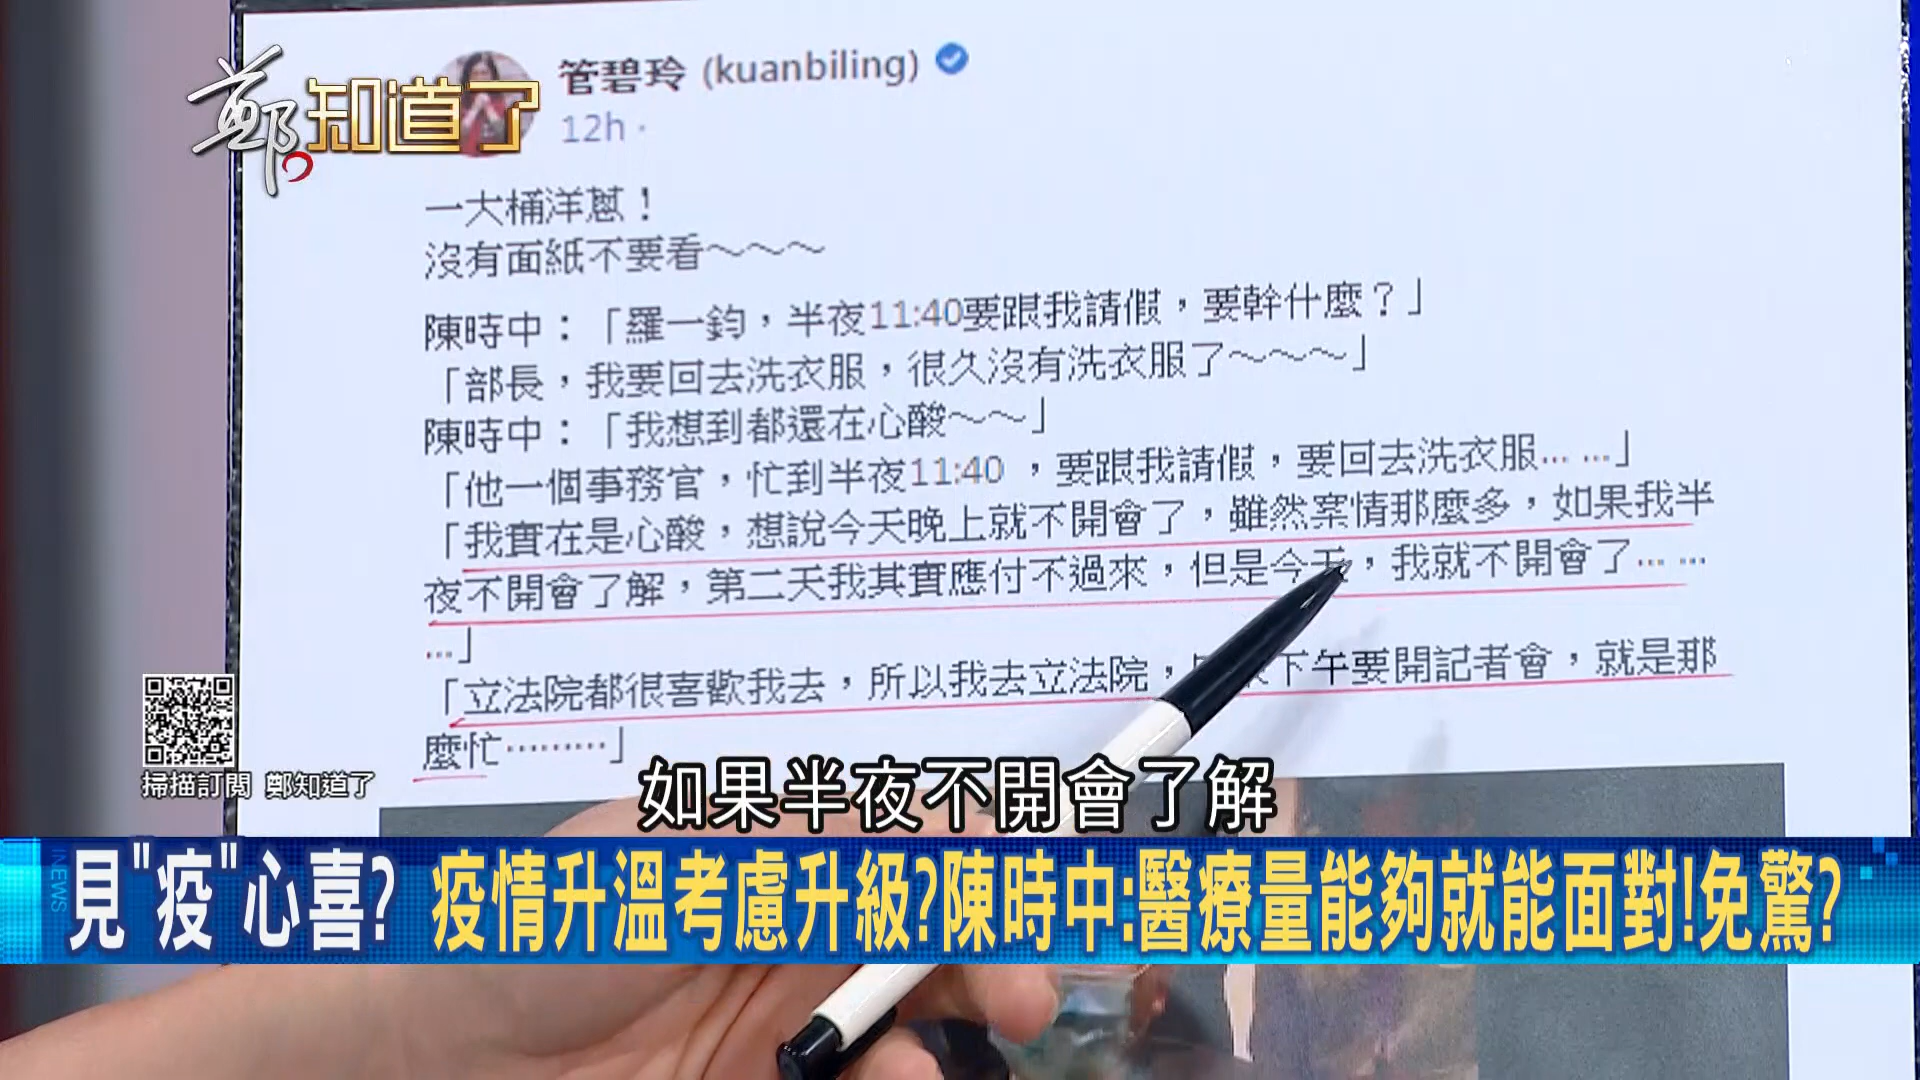 鄭知道了
管碧玲 (kuanbiling)
12h ·
一大桶洋蔥！
沒有面紙不要看～～～
陳時中：「羅一鈞，半夜11:40要跟我請假，要幹什麼？」
「部長，我要回去洗衣服，很久沒有洗衣服了～～～」
陳時中：「我想到都還在心酸～～」
「他一個事務官，忙到半夜11:40，要跟我請假，要回去洗衣服... ...」
「我實在是心酸，想說今天晚上就不開會了，雖然案情那麼多，如果我半
夜不開會了解，第二天我其實應付不過來，但是今天，我就不開會了... ...
...」
「立法院都很喜歡我去，所以我去立法院，下午要開記者會，就是那
麼忙.........」
掃描訂閱 鄭知道了
如果半夜不開會了解
INEWS
見"疫"心喜? 疫情升溫考慮升級?陳時中:醫療量能夠就能面對!免驚?